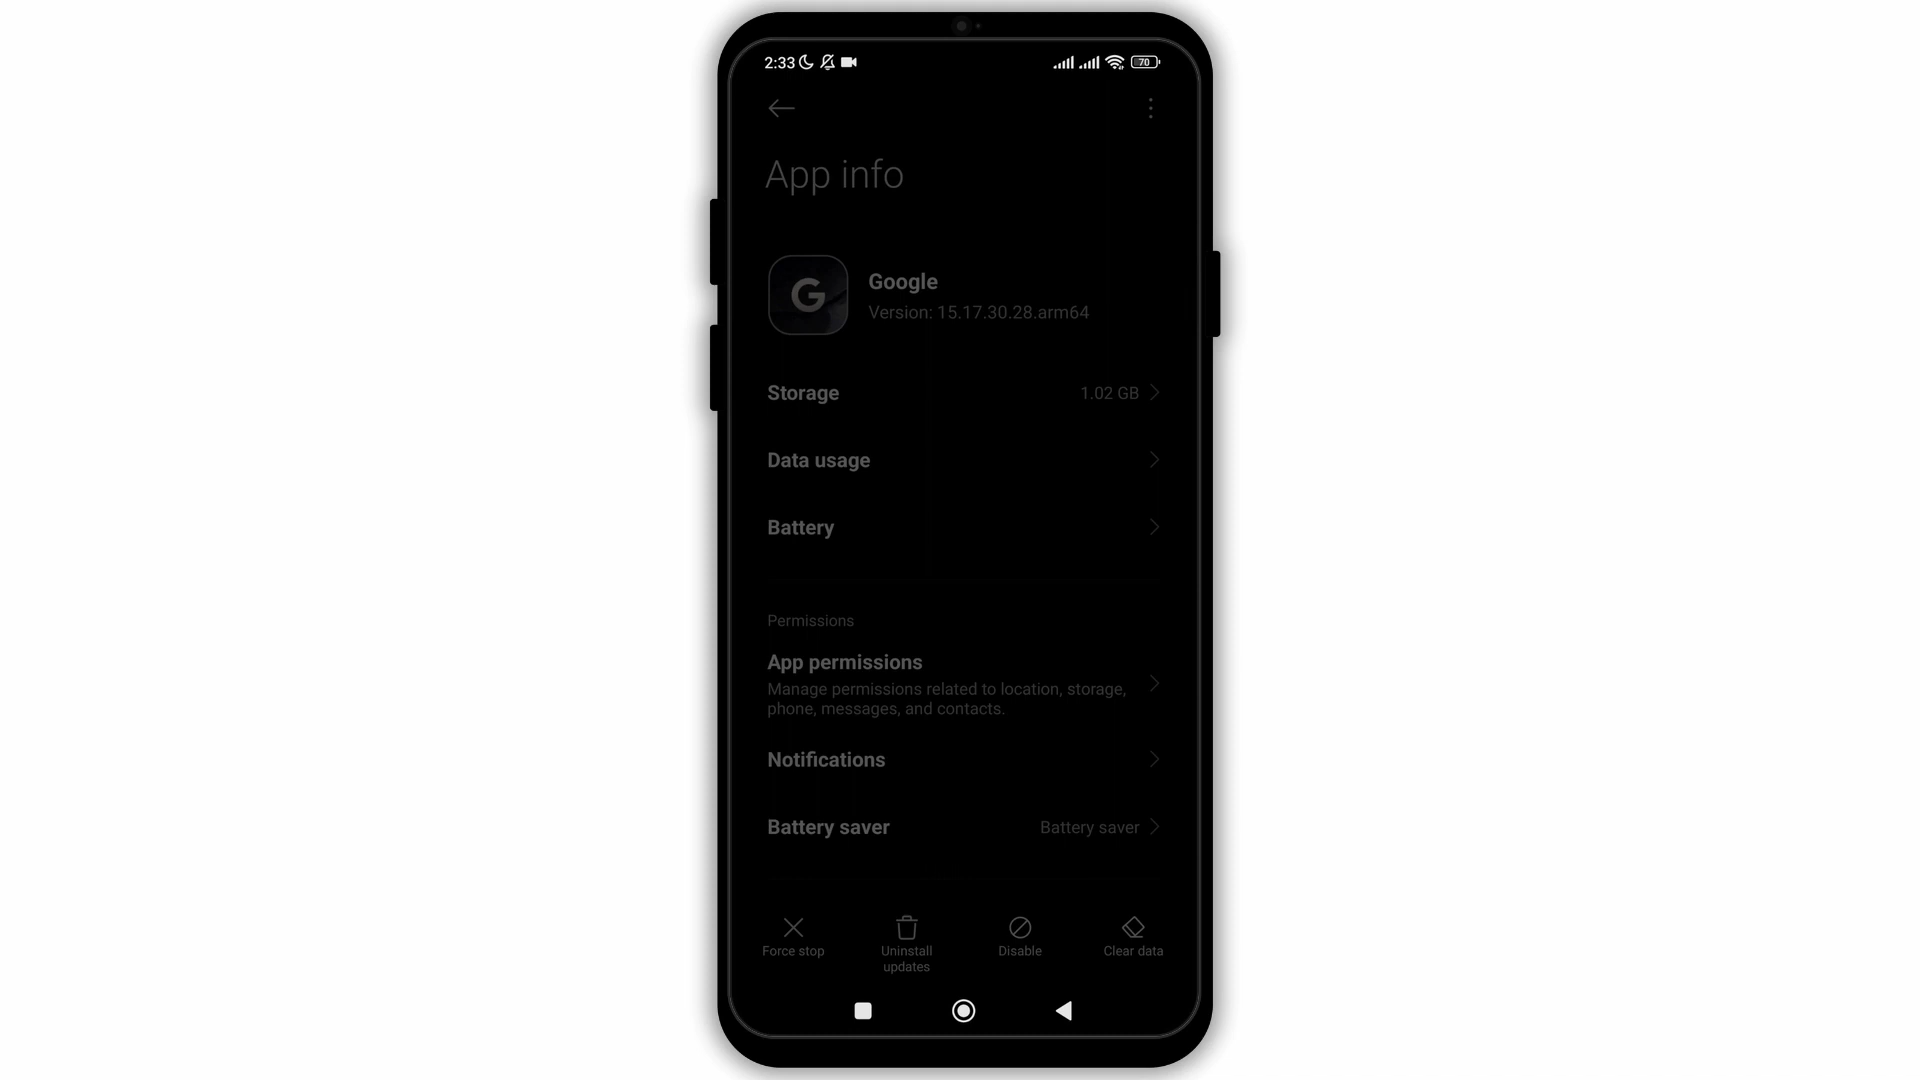 2:33
70
App info
G
Google
Version: 15.17.30.28.arm64
Storage 1.02 GB
Data usage
Battery
Permissions
App permissions
Manage permissions related to location, storage,
phone, messages, and contacts.
Notifications
Battery saver Battery saver
Force stop
Uninstall
updates
Disable
Clear data